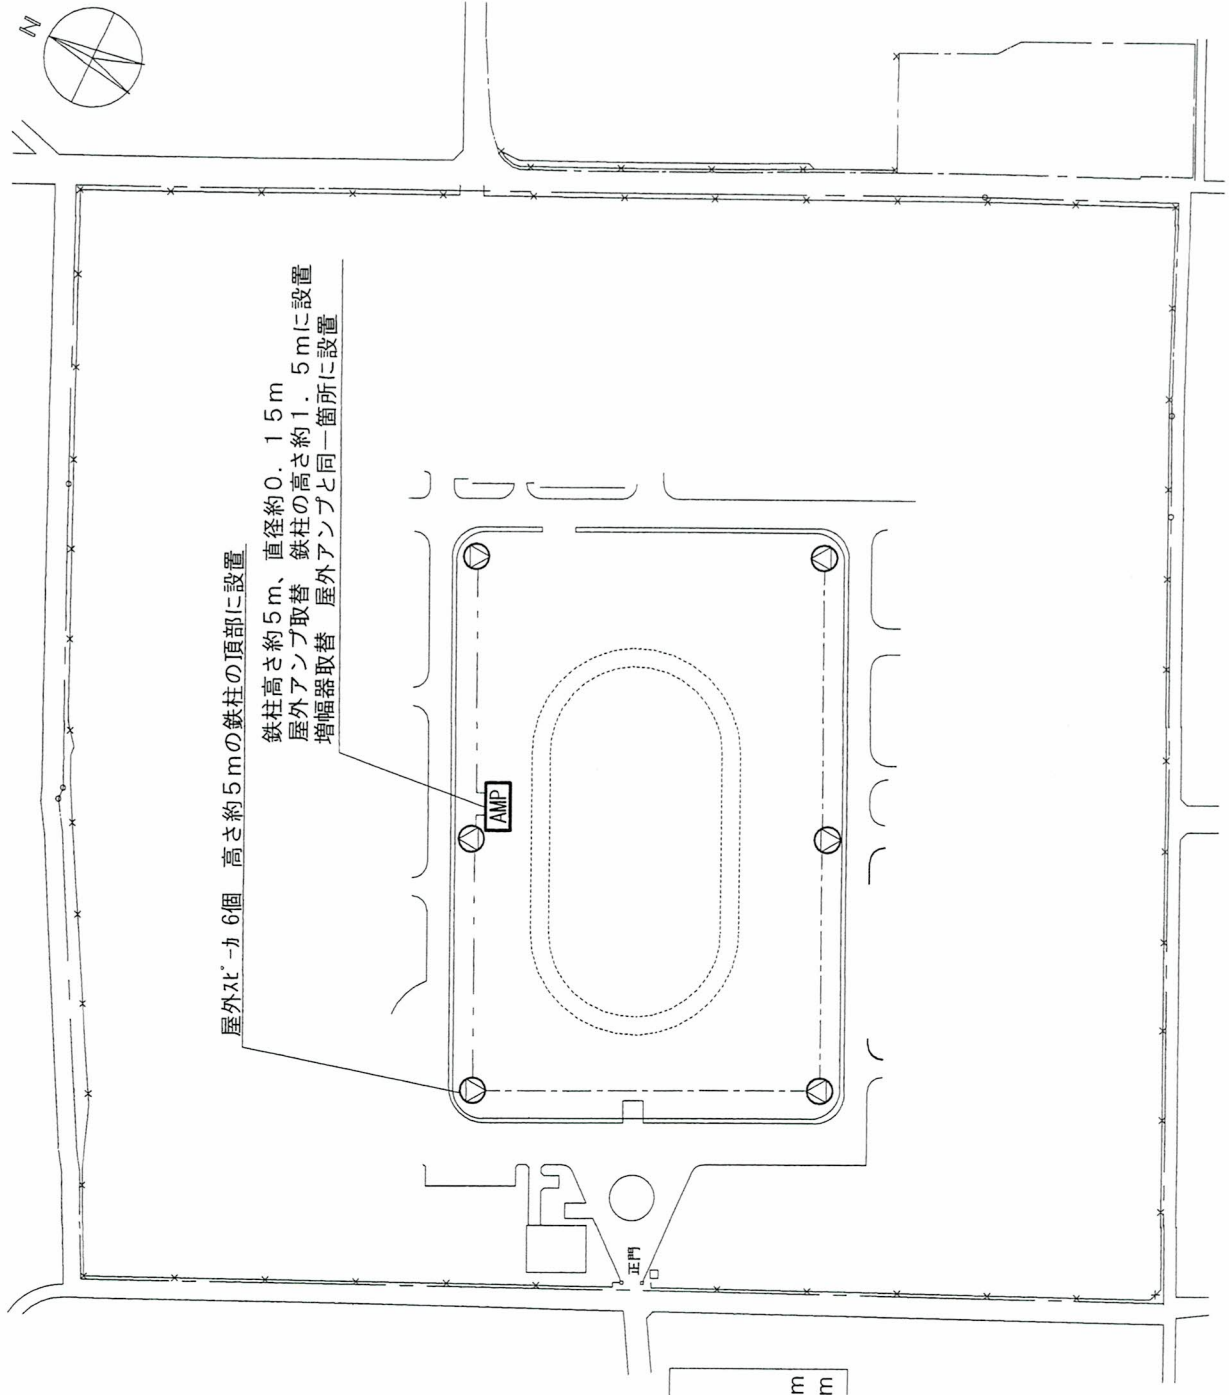 N
屋外ｽﾋﾟｰｶ 6個　高さ約5mの鉄柱の頂部に設置
鉄柱高さ約5m、直径約0．15m
屋外アンプ取替　鉄柱の高さ約1．5mに設置
増幅器取替　屋外アンプと同一箇所に設置
AMP
正門
m
m